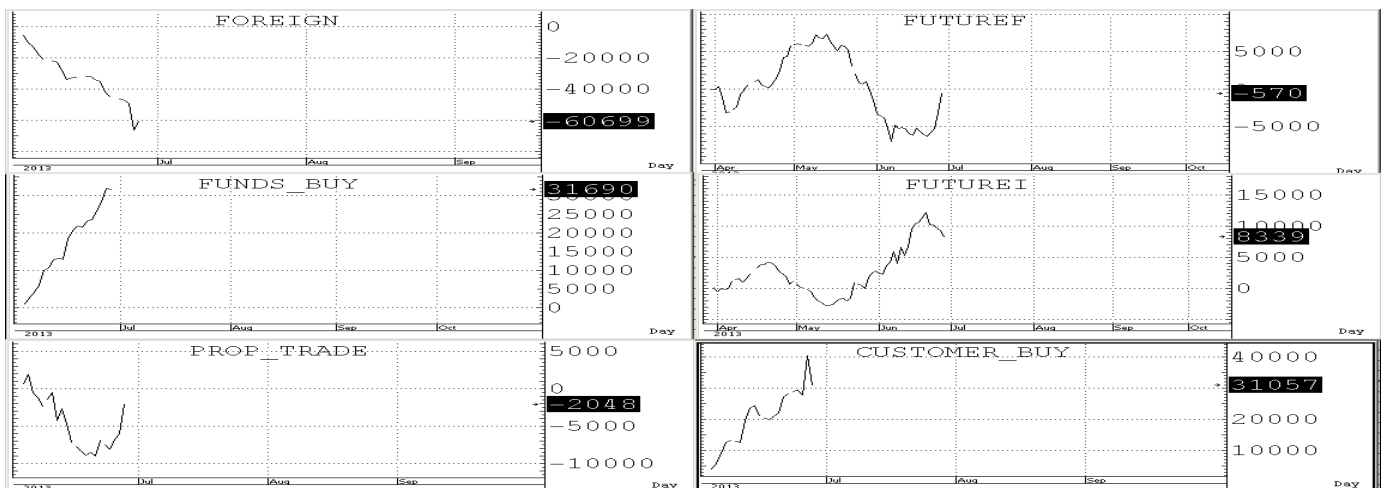 FOREIGN
0
-20000
-40000
-60699
Jul
Aug
Sep
2013
Day
FUTUREF
5000
-570
-5000
Apr
May
Jun
Jul
Aug
Sep
Oct
Day
FUNDS_BUY
31690
25000
20000
15000
10000
5000
0
Jul
Aug
Sep
Oct
2013
Day
FUTUREI
15000
10000
8339
5000
0
Apr
May
Jun
Jul
Aug
Sep
Oct
2013
Day
PROP_TRADE
5000
0
-2048
-5000
-10000
Jul
Aug
Sep
2013
Day
CUSTOMER_BUY
40000
31057
20000
10000
Jul
Aug
Sep
2013
Day